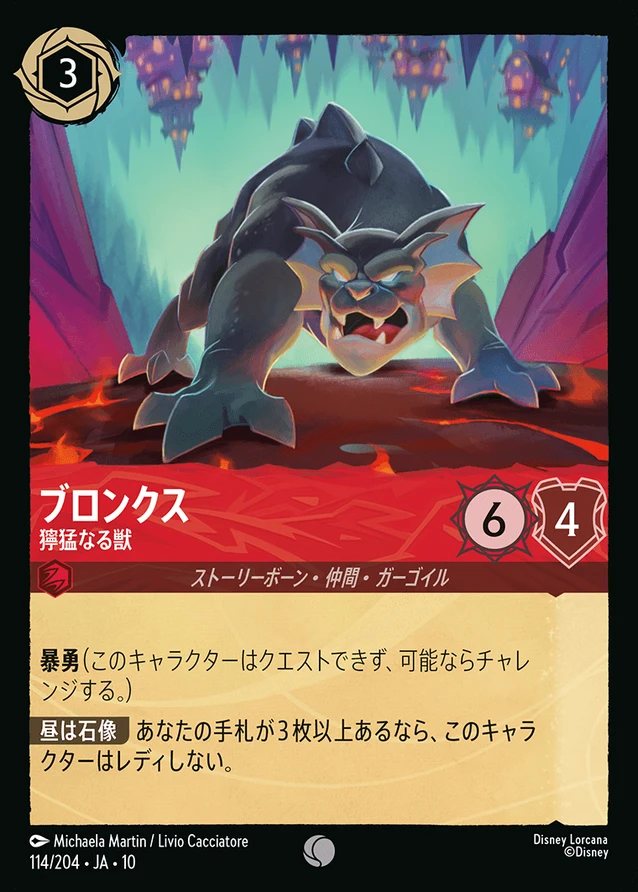 3
ブロンクス
獰猛なる獣
6
4
ストーリーボーン・仲間・ガーゴイル
暴勇(このキャラクターはクエストできず、可能ならチャレ
ンジする。)
昼は石像 あなたの手札が3枚以上あるなら、このキャラ
クターはレディしない。
Michaela Martin / Livio Cacciatore
114/204・JA・10
Disney Lorcana
©Disney